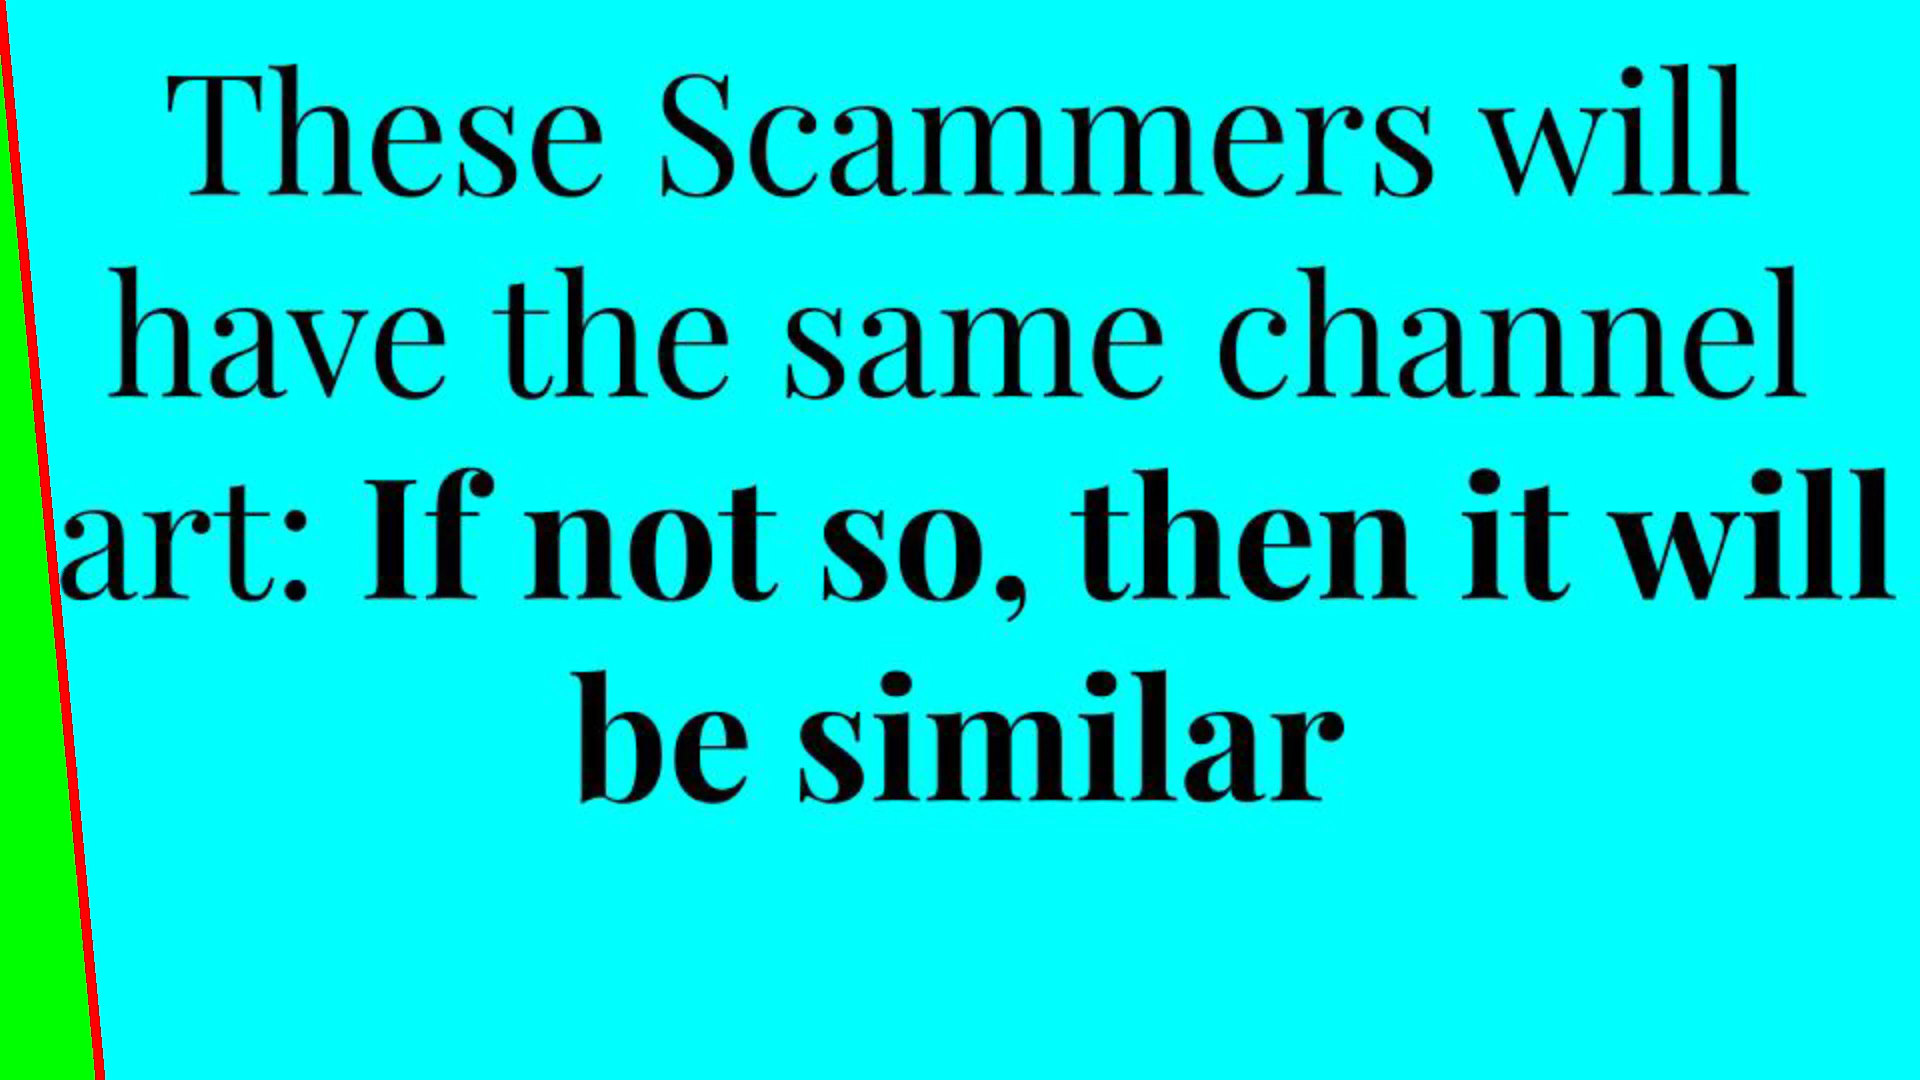 These Scammers will
have the same channel
art: If not so, then it will
be similar